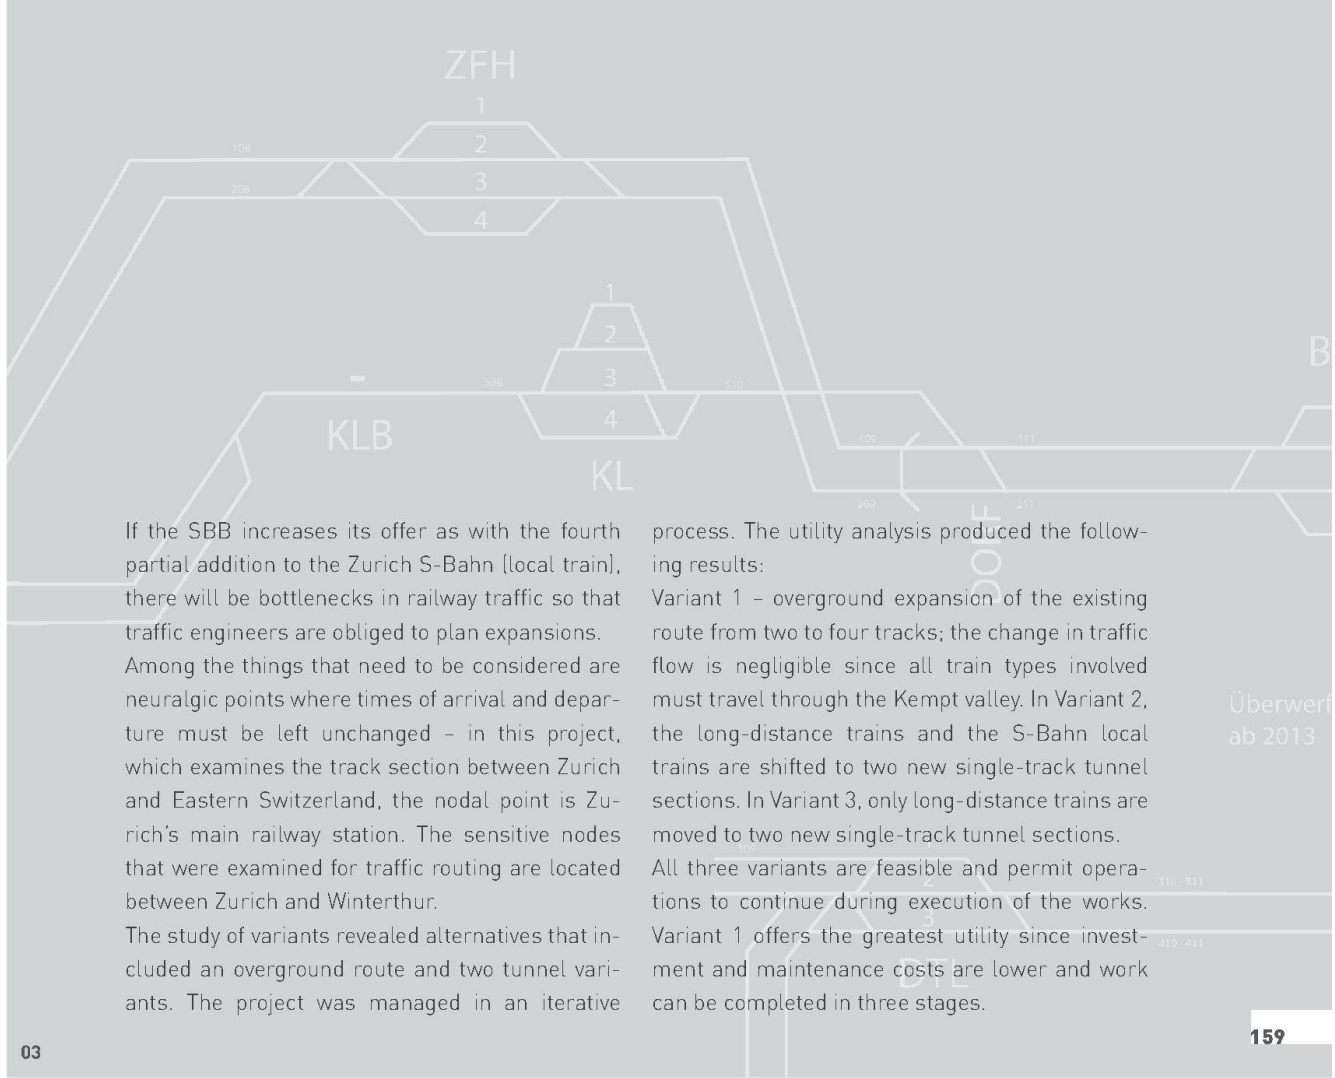 ZFH
1
2
3
4
108
208
1
2
3
4
509
510
KLB
KL
B
109
111
209
211
DORF
Überwerf
ab 2013
If the SBB increases its offer as with the fourth
partial addition to the Zurich S-Bahn (local train),
there will be bottlenecks in railway traffic so that
traffic engineers are obliged to plan expansions.
Among the things that need to be considered are
neuralgic points where times of arrival and depar-
ture must be left unchanged – in this project,
which examines the track section between Zurich
and Eastern Switzerland, the nodal point is Zu-
rich's main railway station. The sensitive nodes
that were examined for traffic routing are located
between Zurich and Winterthur.
The study of variants revealed alternatives that in-
cluded an overground route and two tunnel vari-
ants. The project was managed in an iterative
process. The utility analysis produced the follow-
ing results:
Variant 1 – overground expansion of the existing
route from two to four tracks; the change in traffic
flow is negligible since all train types involved
must travel through the Kempt valley. In Variant 2,
the long-distance trains and the S-Bahn local
trains are shifted to two new single-track tunnel
sections. In Variant 3, only long-distance trains are
moved to two new single-track tunnel sections.
All three variants are feasible and permit opera-
tions to continue during execution of the works.
Variant 1 offers the greatest utility since invest-
ment and maintenance costs are lower and work
can be completed in three stages.
309
1
2
3
310-311
410-411
DTL
03
159